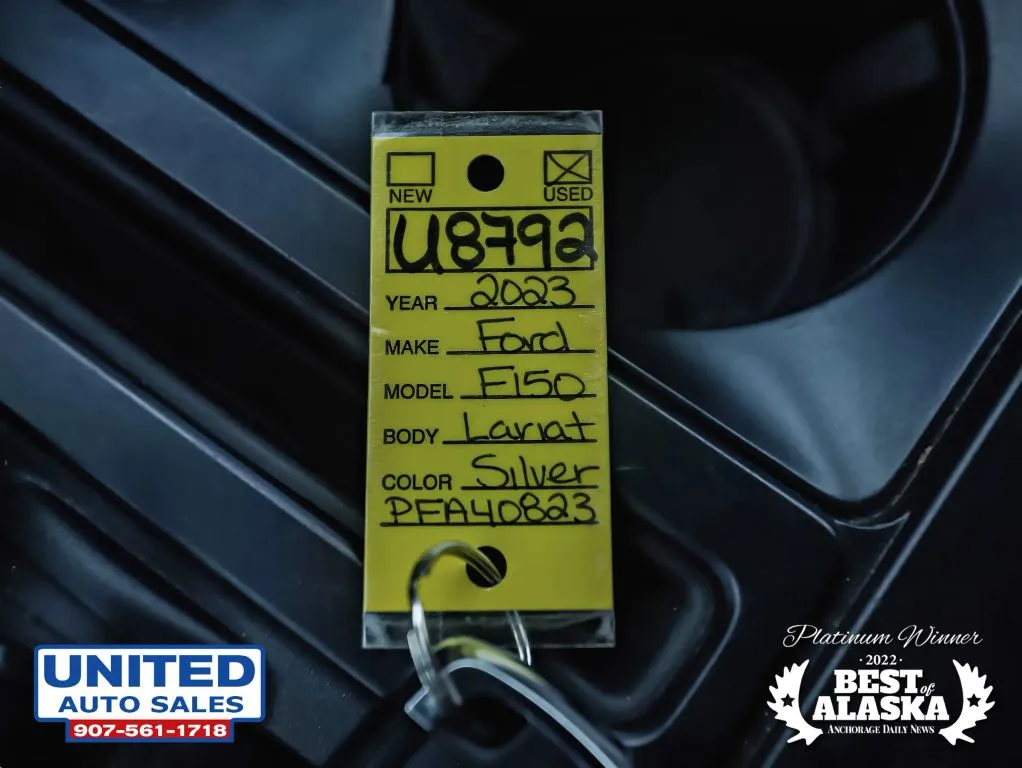 NEW USED
U8792
YEAR 2023
MAKE Ford
MODEL F150
BODY Lariat
COLOR Silver
PFA40823
UNITED
AUTO SALES
907-561-1718
Platinum Winner
·2022·
BEST of
ALASKA
ANCHORAGE DAILY NEWS